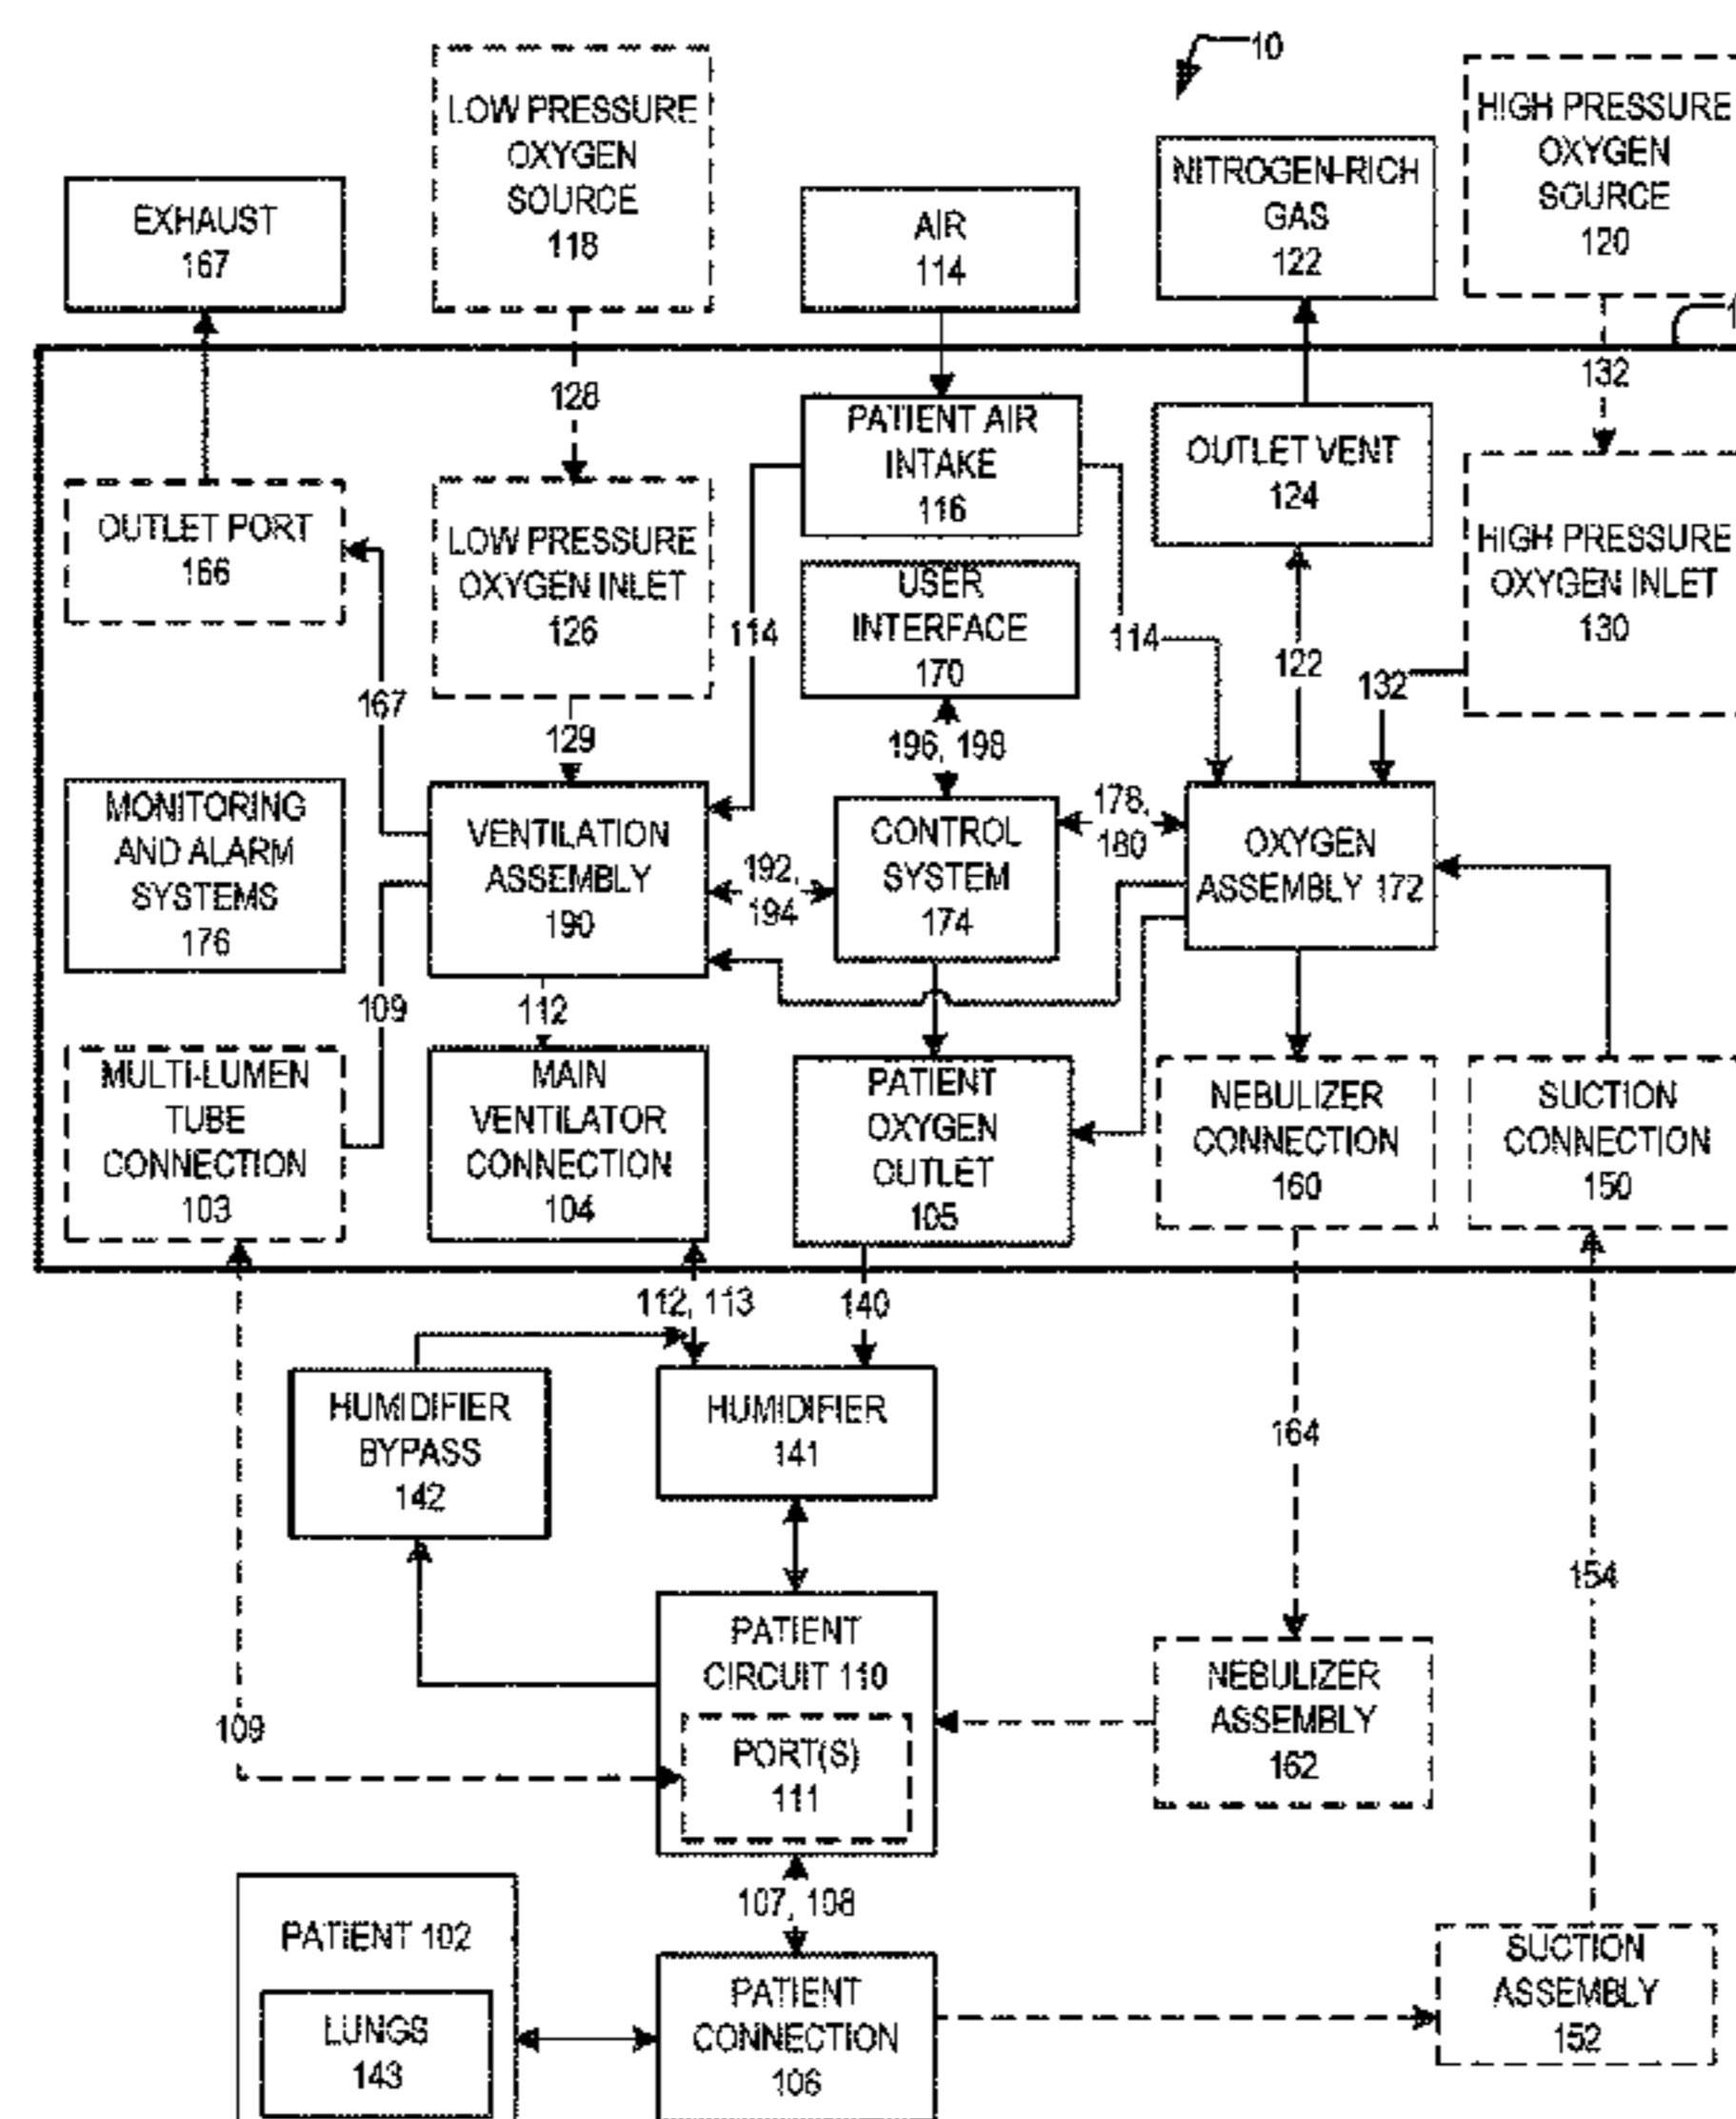 10
LOW PRESSURE
OXYGEN
SOURCE
118
HIGH PRESSURE
OXYGEN
SOURCE
120
NITROGEN-RICH
GAS
122
EXHAUST
167
AIR
114
1
128
132
PATIENT AIR
INTAKE
116
OUTLET VENT
124
OUTLET PORT
166
LOW PRESSURE
OXYGEN INLET
126
HIGH PRESSURE
OXYGEN INLET
130
USER
INTERFACE
170
114
114
122
132
167
129
196, 198
MONITORING
AND ALARM
SYSTEMS
176
VENTILATION
ASSEMBLY
190
192,
194
CONTROL
SYSTEM
174
178,
180
OXYGEN
ASSEMBLY 172
109
112
MULTI-LUMEN
TUBE
CONNECTION
103
MAIN
VENTILATOR
CONNECTION
104
PATIENT
OXYGEN
OUTLET
105
NEBULIZER
CONNECTION
160
SUCTION
CONNECTION
150
112, 113
140
HUMIDIFIER
BYPASS
142
HUMIDIFIER
141
164
154
PATIENT
CIRCUIT 110
PORT(S)
111
NEBULIZER
ASSEMBLY
162
109
107, 108
PATIENT 102
LUNGS
143
PATIENT
CONNECTION
106
SUCTION
ASSEMBLY
152